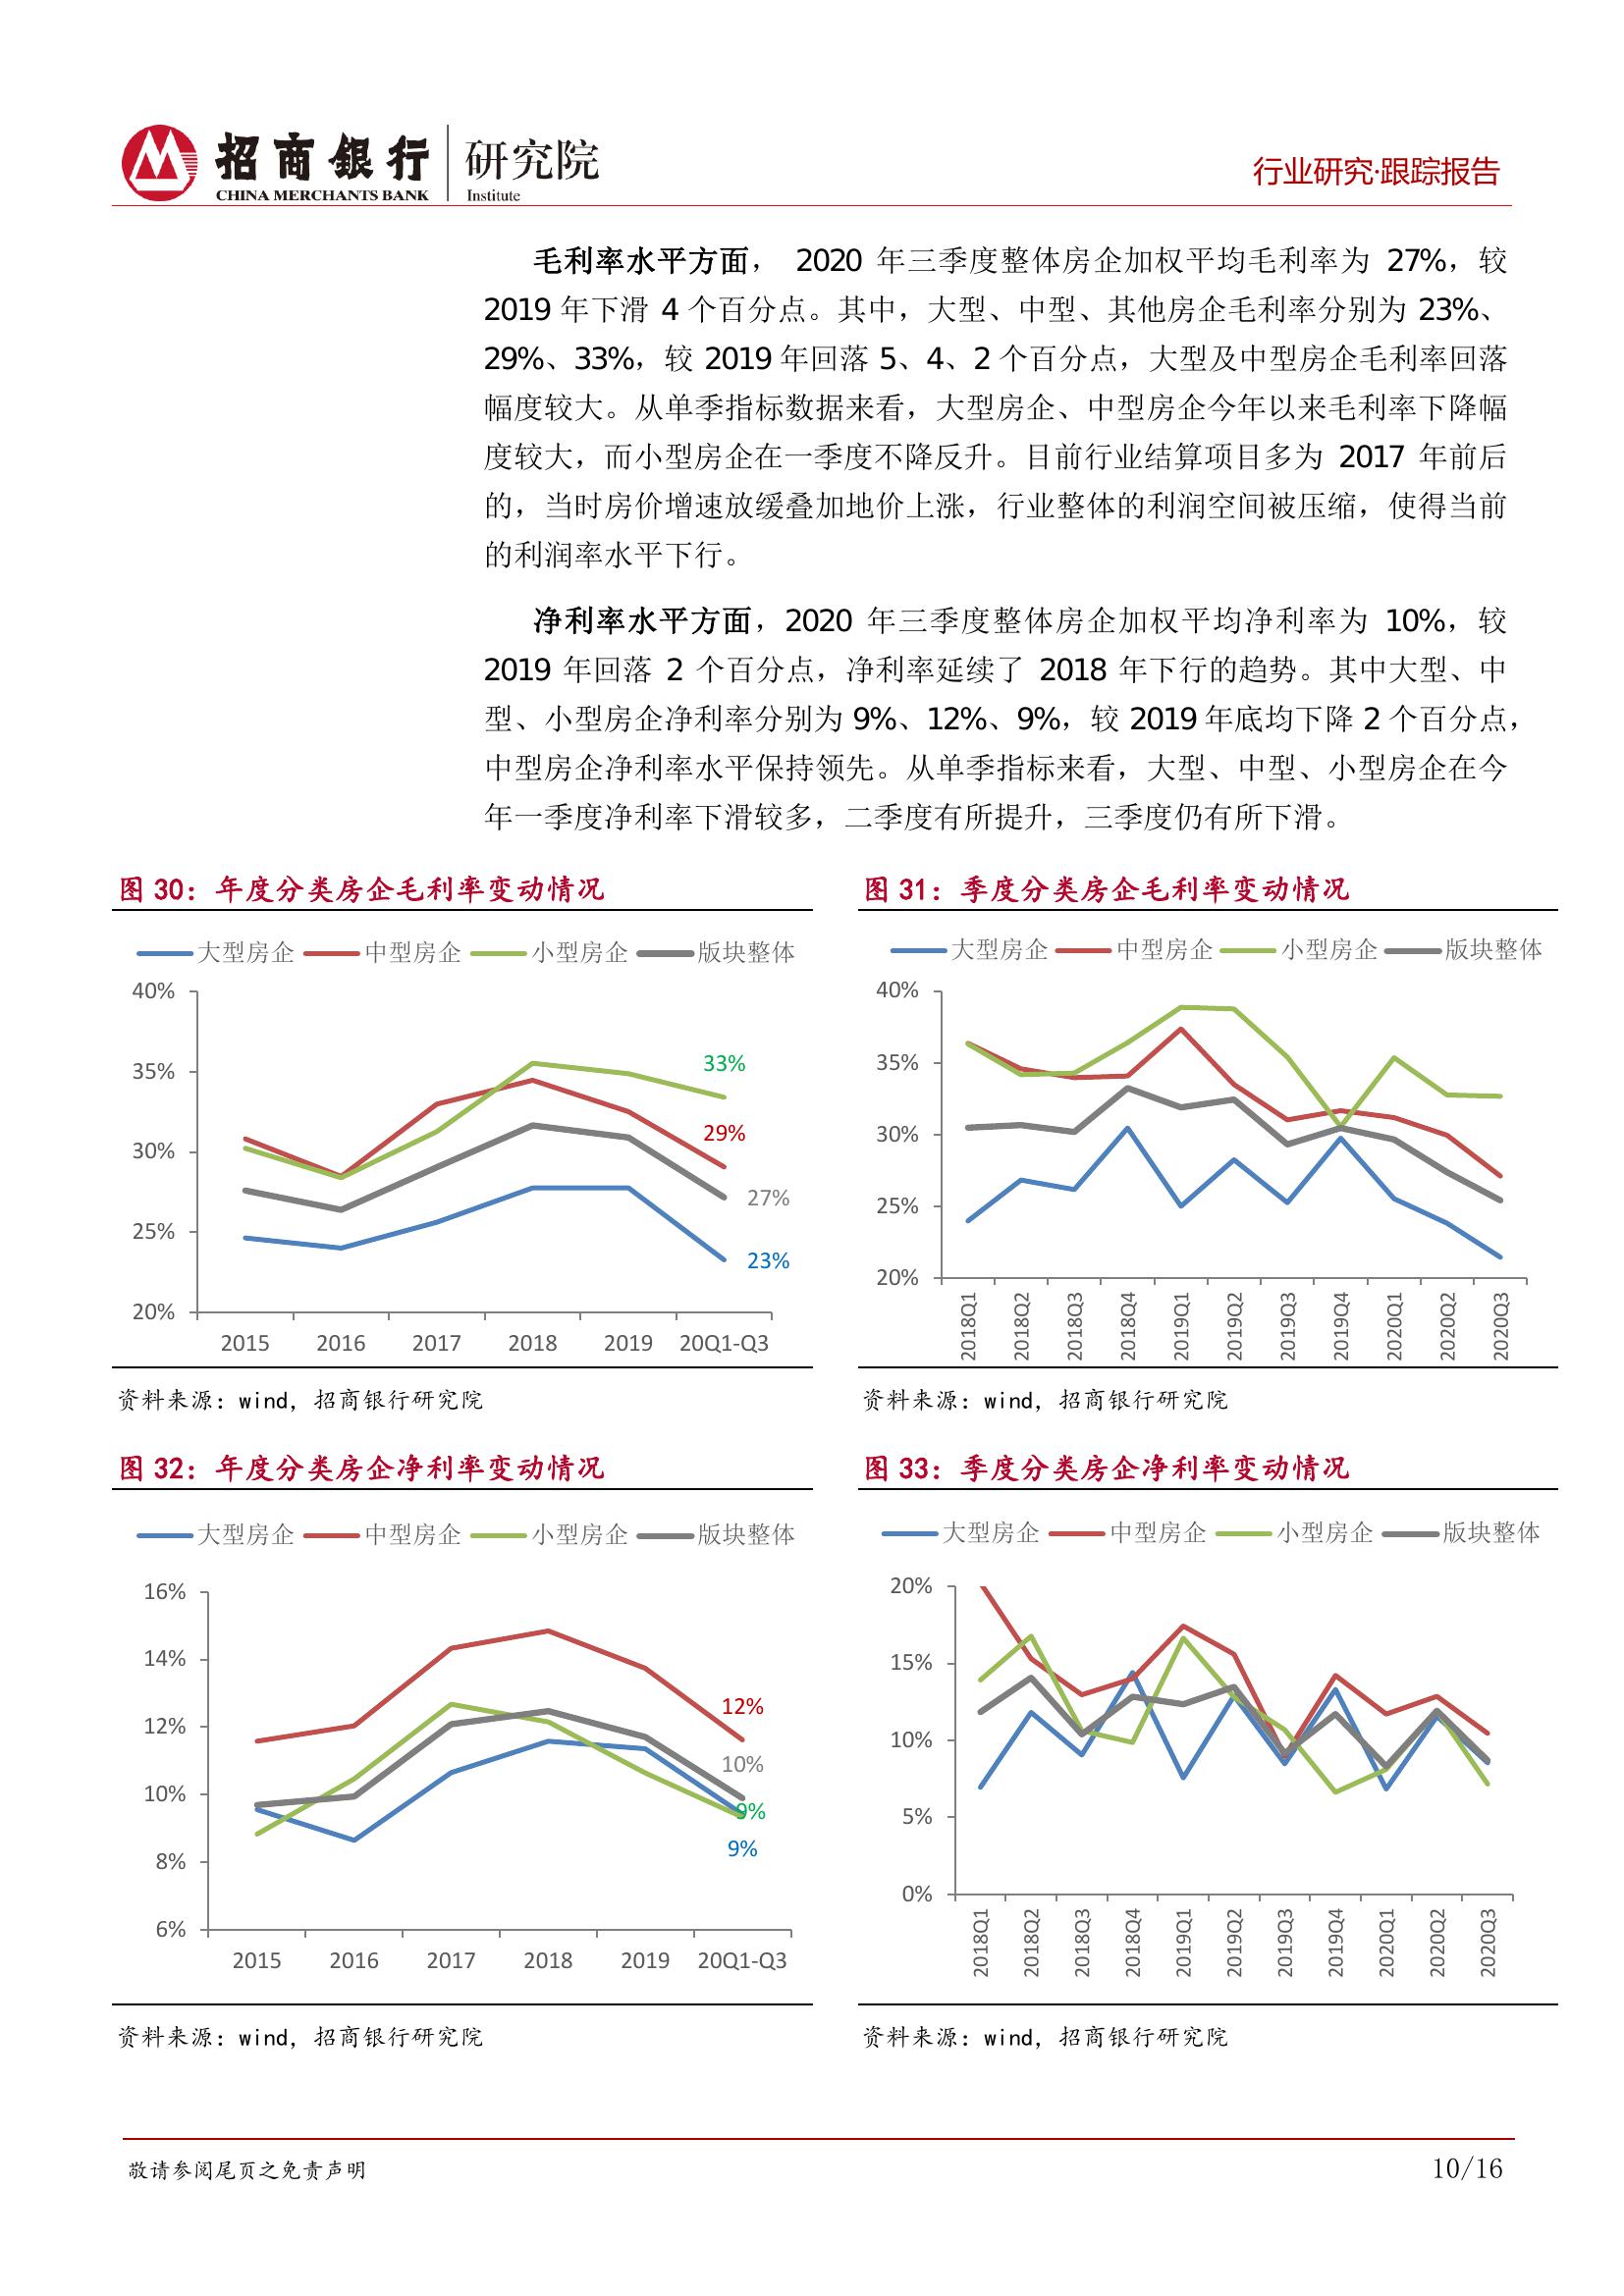 招商银行 研究院
CHINA MERCHANTS BANK Institute
行业研究·跟踪报告
毛利率水平方面， 2020 年三季度整体房企加权平均毛利率为 27%，较
2019 年下滑 4 个百分点。其中，大型、中型、其他房企毛利率分别为 23%、
29%、33%，较 2019 年回落 5、4、2 个百分点，大型及中型房企毛利率回落
幅度较大。从单季指标数据来看，大型房企、中型房企今年以来毛利率下降幅
度较大，而小型房企在一季度不降反升。目前行业结算项目多为 2017 年前后
的，当时房价增速放缓叠加地价上涨，行业整体的利润空间被压缩，使得当前
的利润率水平下行。
净利率水平方面，2020 年三季度整体房企加权平均净利率为 10%，较
2019 年回落 2 个百分点，净利率延续了 2018 年下行的趋势。其中大型、中
型、小型房企净利率分别为 9%、12%、9%，较 2019 年底均下降 2 个百分点，
中型房企净利率水平保持领先。从单季指标来看，大型、中型、小型房企在今
年一季度净利率下滑较多，二季度有所提升，三季度仍有所下滑。
图 30：年度分类房企毛利率变动情况
大型房企 中型房企 小型房企 版块整体
40%
35%
30%
25%
20%
33%
29%
27%
23%
2015 2016 2017 2018 2019 20Q1-Q3
资料来源：wind，招商银行研究院
图 31：季度分类房企毛利率变动情况
大型房企 中型房企 小型房企 版块整体
40%
35%
30%
25%
20%
2018Q1 2018Q2 2018Q3 2018Q4 2019Q1 2019Q2 2019Q3 2019Q4 2020Q1 2020Q2 2020Q3
资料来源：wind，招商银行研究院
图 32：年度分类房企净利率变动情况
大型房企 中型房企 小型房企 版块整体
16%
14%
12%
10%
8%
6%
12%
10%
9%
9%
2015 2016 2017 2018 2019 20Q1-Q3
资料来源：wind，招商银行研究院
图 33：季度分类房企净利率变动情况
大型房企 中型房企 小型房企 版块整体
20%
15%
10%
5%
0%
2018Q1 2018Q2 2018Q3 2018Q4 2019Q1 2019Q2 2019Q3 2019Q4 2020Q1 2020Q2 2020Q3
资料来源：wind，招商银行研究院
敬请参阅尾页之免责声明
10/16